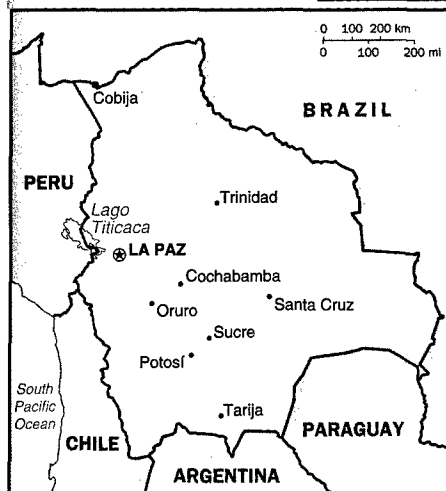 0 100 200 km
0 100 200 mi
Cobija
BRAZIL
PERU
Trinidad
Lago
Titicaca
LA PAZ
Cochabamba
Oruro
Santa Cruz
Sucre
Potosí
South
Pacific
Ocean
Tarija
CHILE
PARAGUAY
ARGENTINA